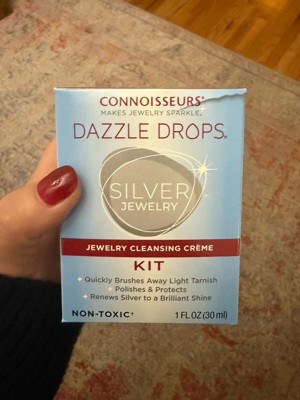 CONNOISSEURS®
MAKES JEWELRY SPARKLE.
DAZZLE DROPS®
SILVER
JEWELRY
JEWELRY CLEANSING CRÈME
KIT
• Quickly Brushes Away Light Tarnish
• Polishes & Protects
• Renews Silver to a Brilliant Shine
NON-TOXIC† 1 FL OZ (30 ml)